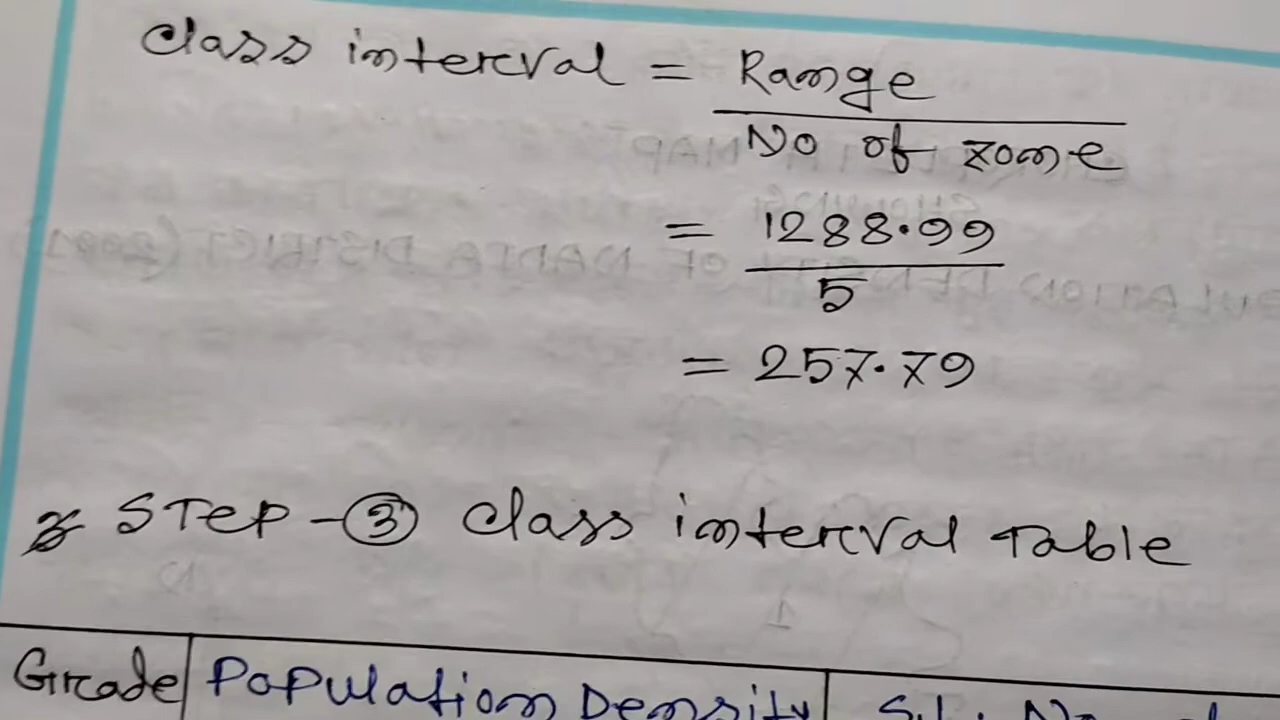 Class interval = Range
No of zone
= 1288.99
5
= 257.79
STEP - ③ Class interval Table
Grade Population Density